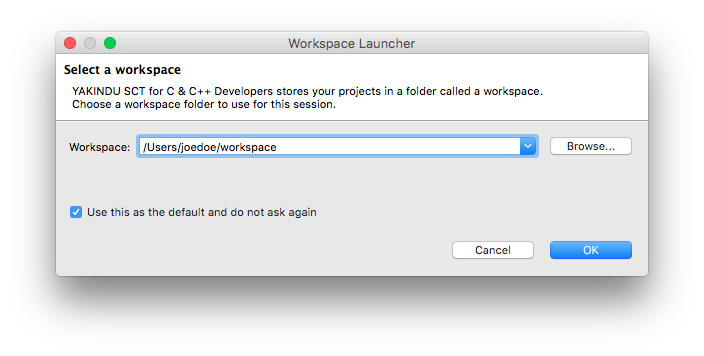 Workspace Launcher
Select a workspace
YAKINDU SCT for C & C++ Developers stores your projects in a folder called a workspace.
Choose a workspace folder to use for this session.
Workspace: /Users/joedoe/workspace Browse...
Use this as the default and do not ask again
Cancel OK